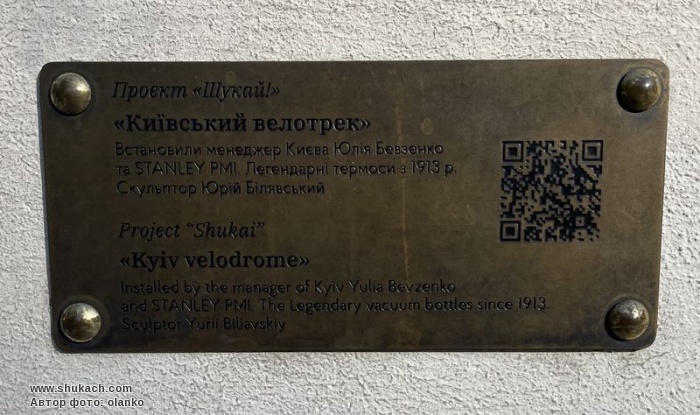 Проєкт «Шукай!»
«Київський велотрек»
Встановили менеджер Києва Юлія Бевзенко
та STANLEY PMI. Легендарні термоси з 1913 р.
Скульптор Юрій Білявський
Project “Shukai”
«Kyiv velodrome»
Installed by the manager of Kyiv Yulia Bevzenko
and STANLEY PMI. The Legendary vacuum bottles since 1913.
Sculptor Yurii Biliavskiy
www.shukach.com
Автор фото: olanko